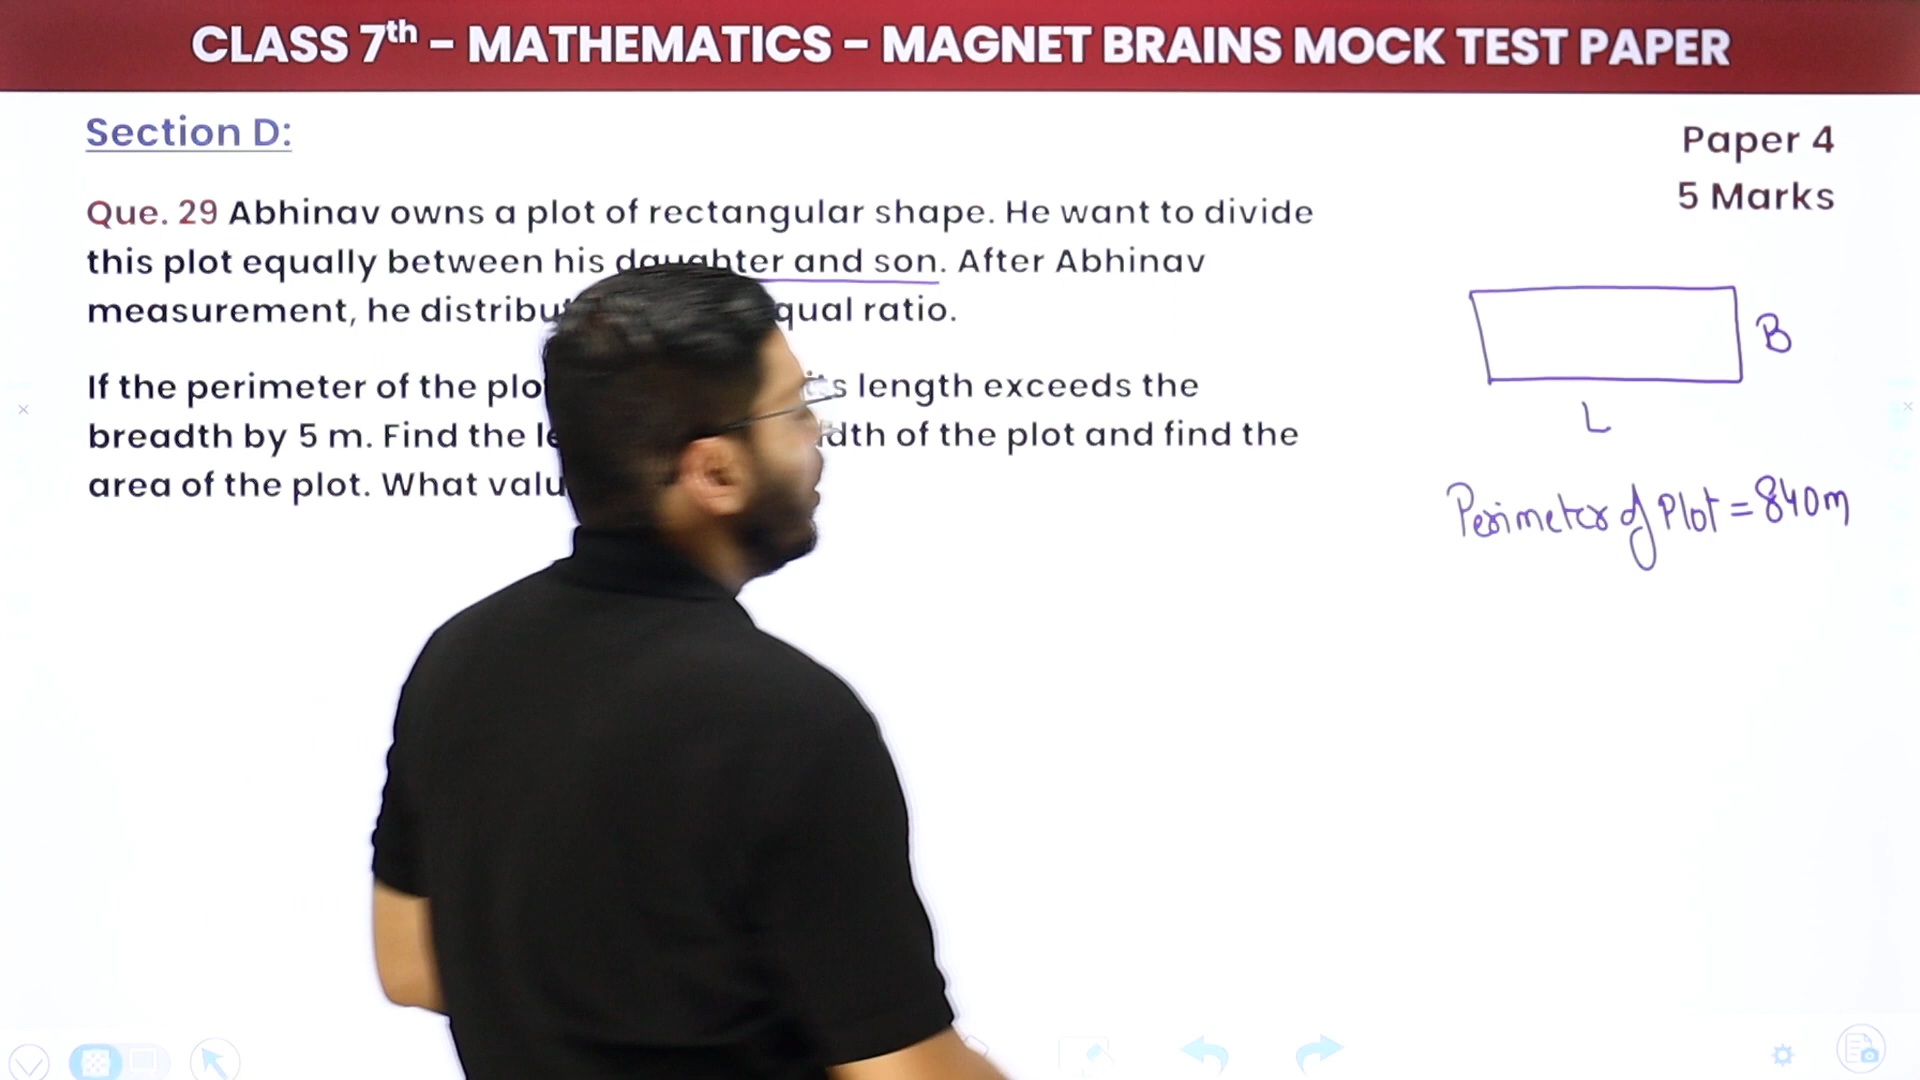 CLASS 7th – MATHEMATICS – MAGNET BRAINS MOCK TEST PAPER
Section D:
Paper 4
5 Marks
Que. 29 Abhinav owns a plot of rectangular shape. He want to divide
this plot equally between his daughter and son. After Abhinav
measurement, he distribu qual ratio.
If the perimeter of the plo its length exceeds the
breadth by 5 m. Find the le dth of the plot and find the
area of the plot. What valu
B
L
Perimeter of Plot = 840m